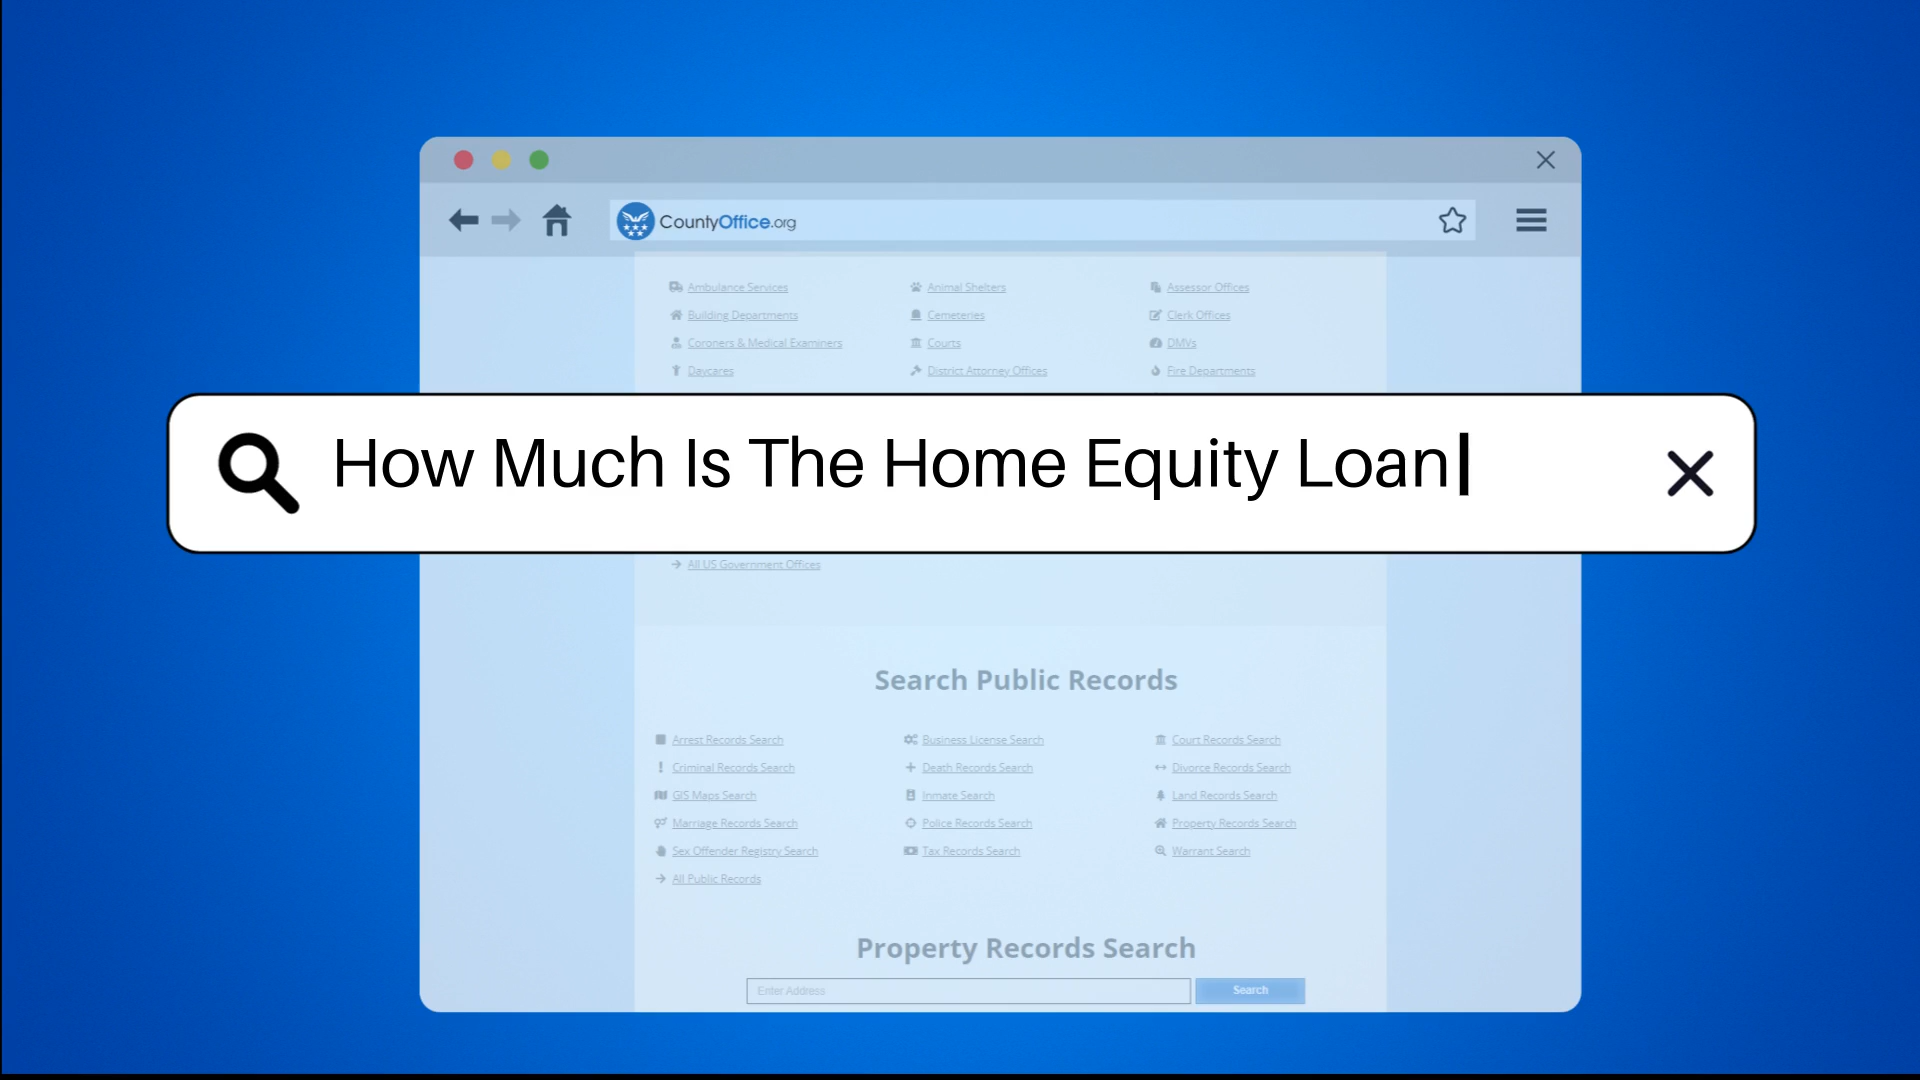 CountyOffice.org
Ambulance Services Animal Shelters Assessor Offices
Building Departments Cemeteries Clerk Offices
Coroners & Medical Examiners Courts DMVs
Daycares District Attorney Offices Fire Departments
How Much Is The Home Equity Loan
All US Government Offices
Search Public Records
Arrest Records Search Business License Search Court Records Search
Criminal Records Search Death Records Search Divorce Records Search
GIS Maps Search Inmate Search Land Records Search
Marriage Records Search Police Records Search Property Records Search
Sex Offender Registry Search Tax Records Search Warrant Search
All Public Records
Property Records Search
Enter Address Search